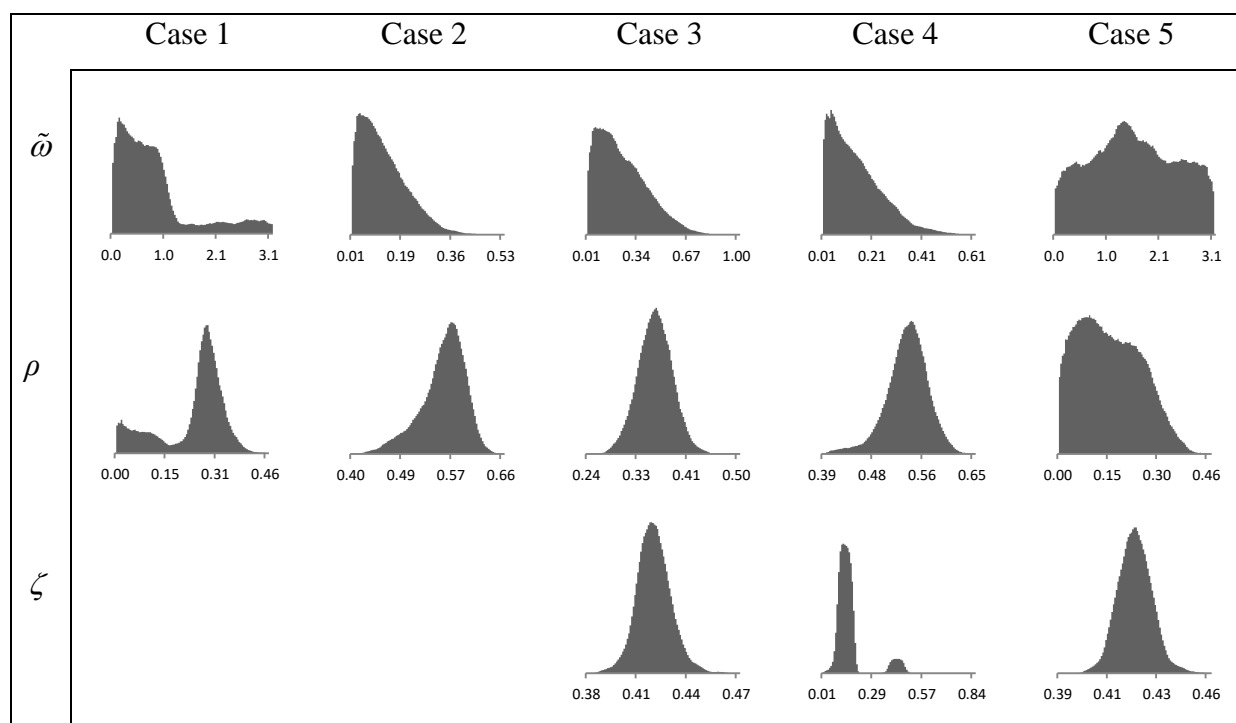 Case 1 Case 2 Case 3 Case 4 Case 5
ω̃
0.0 1.0 2.1 3.1 0.01 0.19 0.36 0.53 0.01 0.34 0.67 1.00 0.01 0.21 0.41 0.61 0.0 1.0 2.1 3.1
ρ
0.00 0.15 0.31 0.46 0.40 0.49 0.57 0.66 0.24 0.33 0.41 0.50 0.39 0.48 0.56 0.65 0.00 0.15 0.30 0.46
ζ
0.38 0.41 0.44 0.47 0.01 0.29 0.57 0.84 0.39 0.41 0.43 0.46